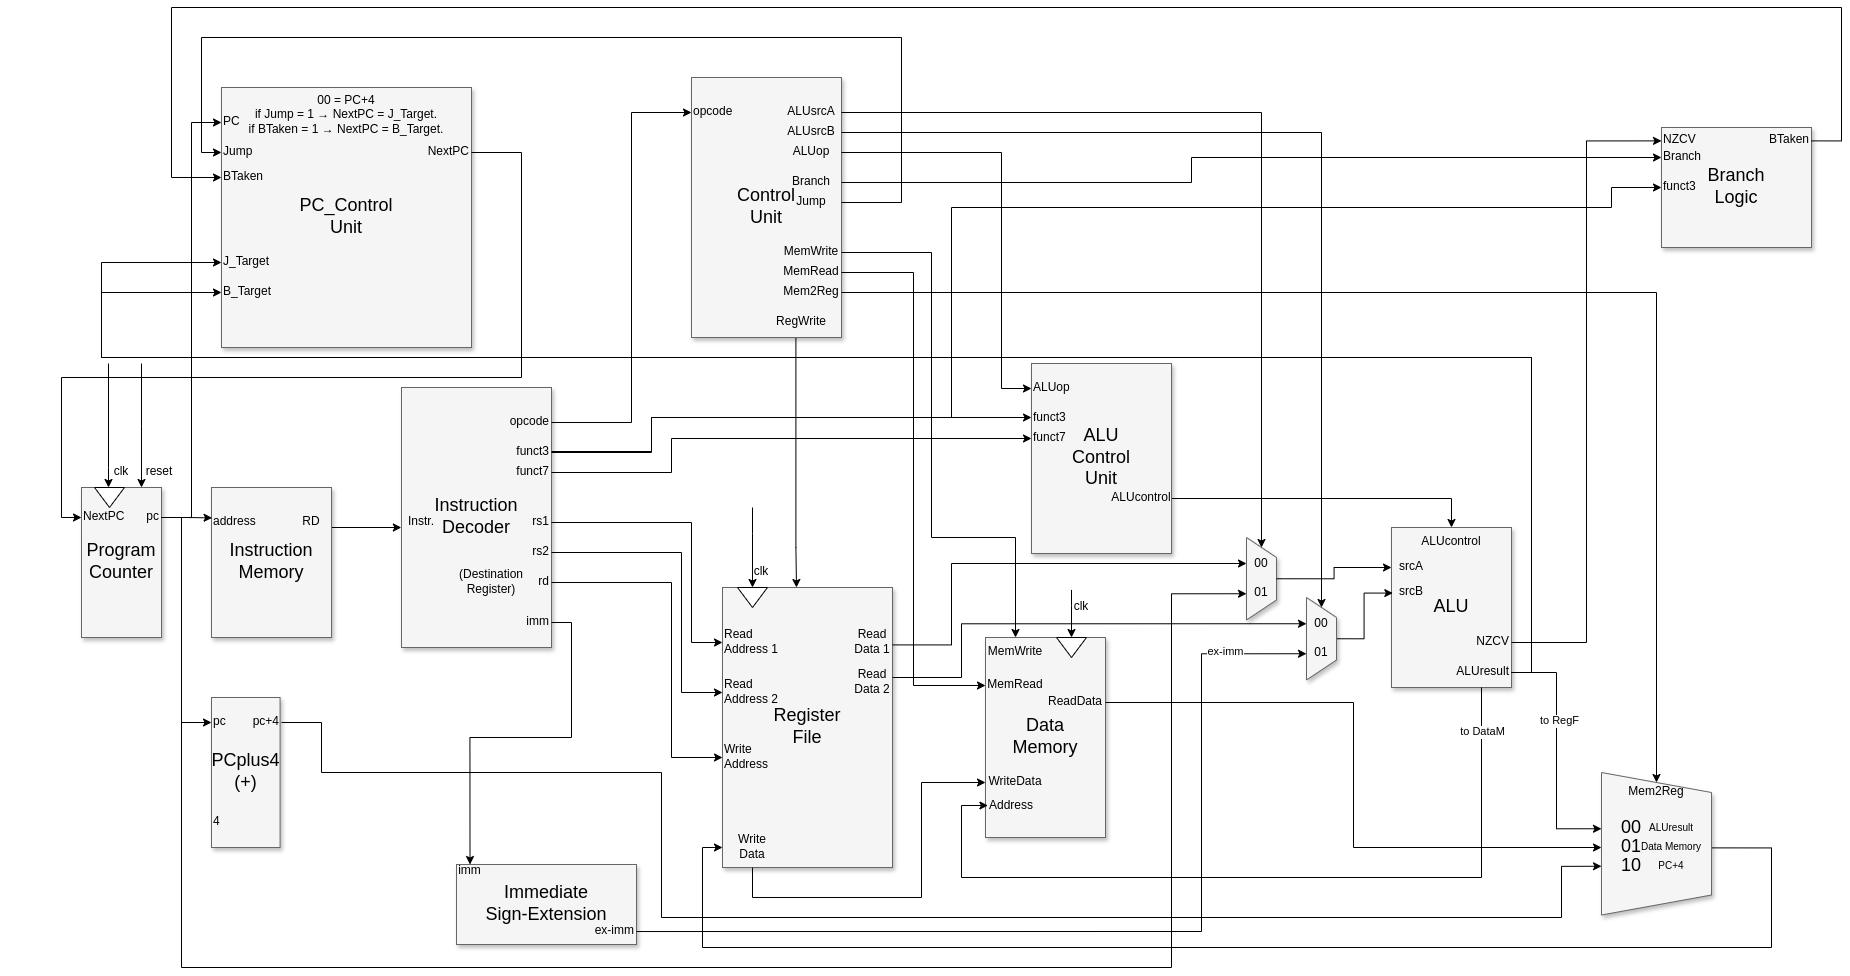 00 = PC+4
if Jump = 1 → NextPC = J_Target.
if BTaken = 1 → NextPC = B_Target.
PC
Jump
BTaken
NextPC
PC_Control
Unit
J_Target
B_Target
opcode
ALUsrcA
ALUsrcB
ALUop
Branch
Jump
Control
Unit
MemWrite
MemRead
Mem2Reg
RegWrite
NZCV
Branch
funct3
BTaken
Branch
Logic
clk
reset
NextPC
pc
Program
Counter
address
RD
Instruction
Memory
opcode
funct3
funct7
Instruction
Decoder
Instr.
rs1
rs2
(Destination
Register)
rd
imm
ALUop
funct3
funct7
ALU
Control
Unit
ALUcontrol
clk
Read
Address 1
Read
Address 2
Read
Data 1
Read
Data 2
Register
File
Write
Address
Write
Data
clk
MemWrite
MemRead
ReadData
Data
Memory
WriteData
Address
00
01
00
01
ex-imm
ALUcontrol
srcA
srcB
ALU
NZCV
ALUresult
to DataM
to RegF
pc
pc+4
PCplus4
(+)
4
imm
Immediate
Sign-Extension
ex-imm
Mem2Reg
00 ALUresult
01 Data Memory
10 PC+4